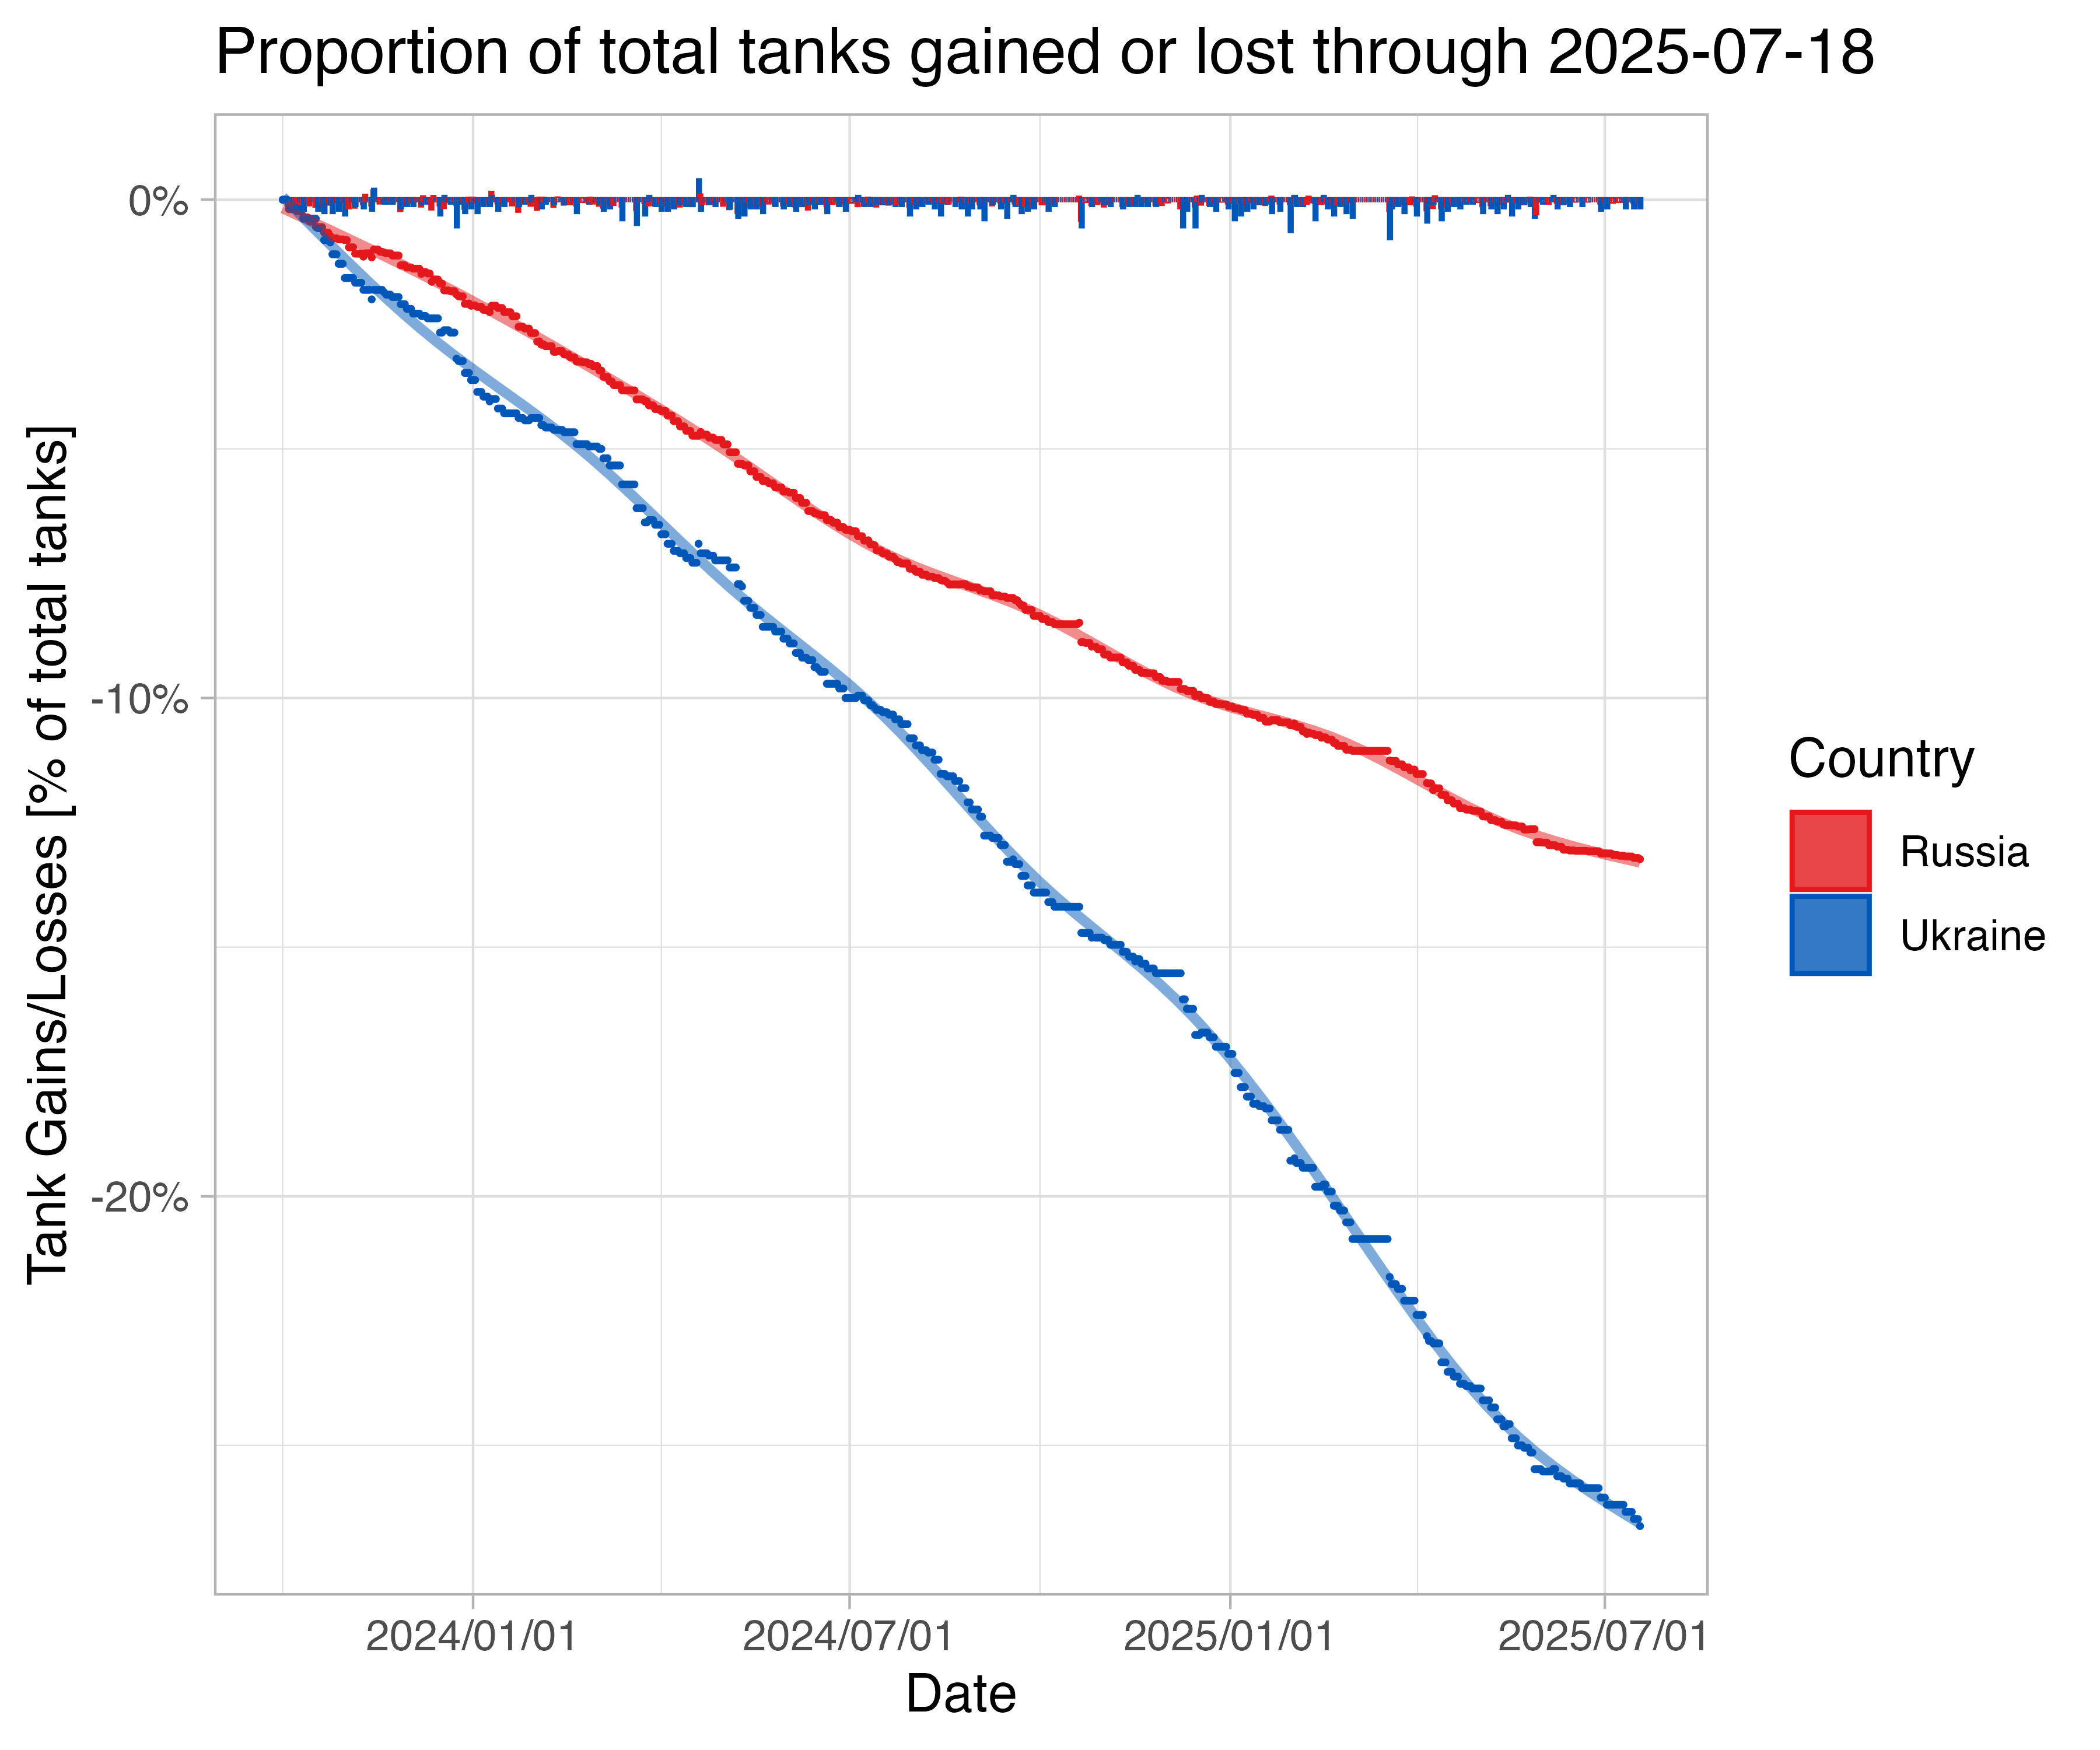 Proportion of total tanks gained or lost through 2025-07-18
Tank Gains/Losses [% of total tanks]
0%
-10%
-20%
2024/01/01
2024/07/01
2025/01/01
2025/07/01
Date
Country
Russia
Ukraine